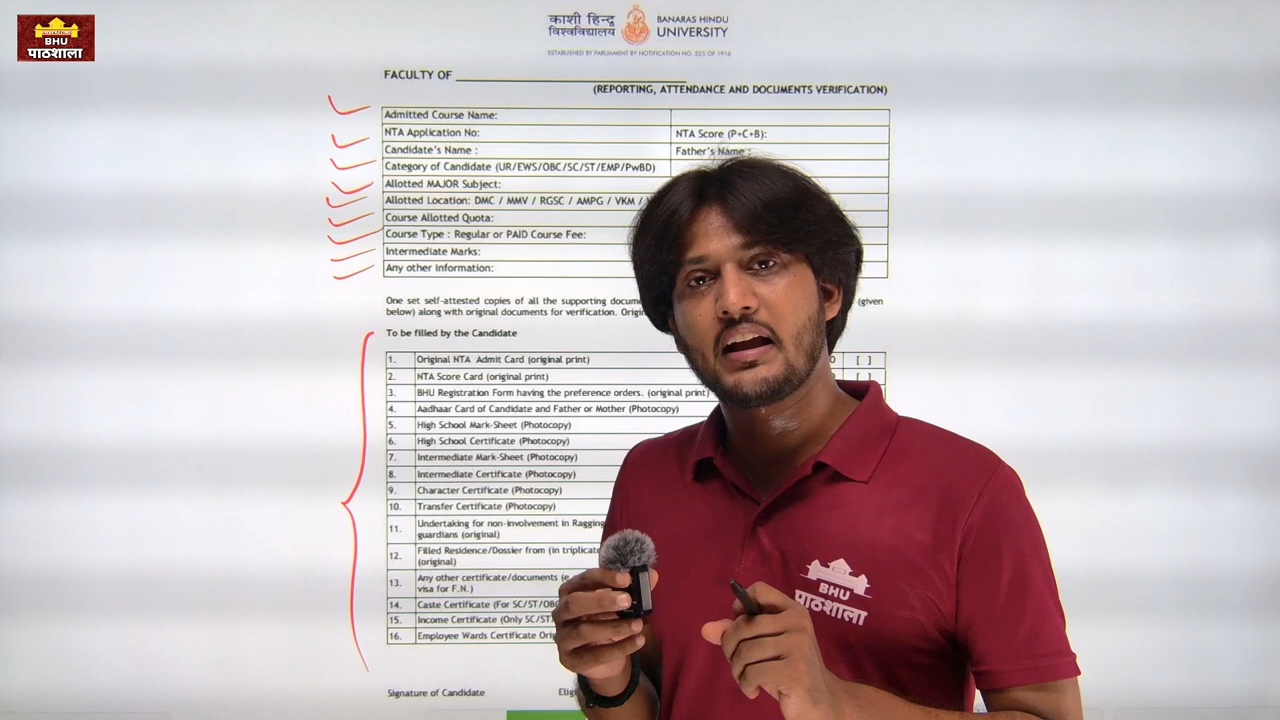 BHU
पाठशाला
काशी हिन्दू
विश्वविद्यालय
BANARAS HINDU
UNIVERSITY
ESTABLISHED BY PARLIAMENT BY NOTIFICATION NO. 225 OF 1916
FACULTY OF
(REPORTING, ATTENDANCE AND DOCUMENTS VERIFICATION)
Admitted Course Name:
NTA Application No: NTA Score (P+C+B):
Candidate's Name : Father's Name :
Category of Candidate (UR/EWS/OBC/SC/ST/EMP/PwBD)
Allotted MAJOR Subject:
Allotted Location: DMC / MMV / RGSC / AMPG / VKM /
Course Allotted Quota:
Course Type : Regular or PAID Course Fee:
Intermediate Marks:
Any other information:
One set self-attested copies of all the supporting (given
below) along with original documents for verification.
To be filled by the Candidate
1. Original NTA Admit Card (original print) [ ]
2. NTA Score Card (original print) [ ]
3. BHU Registration Form having the preference orders. (original print)
4. Aadhaar Card of Candidate and Father or Mother (Photocopy)
5. High School Mark-Sheet (Photocopy)
6. High School Certificate (Photocopy)
7. Intermediate Mark-Sheet (Photocopy)
8. Intermediate Certificate (Photocopy)
9. Character Certificate (Photocopy)
10. Transfer Certificate (Photocopy)
11. Undertaking for non-involvement in Ragging
guardians (original)
12. Filled Residence/Dossier from (in triplicate
(original)
13. Any other certificate/documents
visa for F.N.)
14. Caste Certificate (For SC/ST/OBC
15. Income Certificate (Only SC/ST
16. Employee Wards Certificate
Signature of Candidate
BHU
पाठशाला